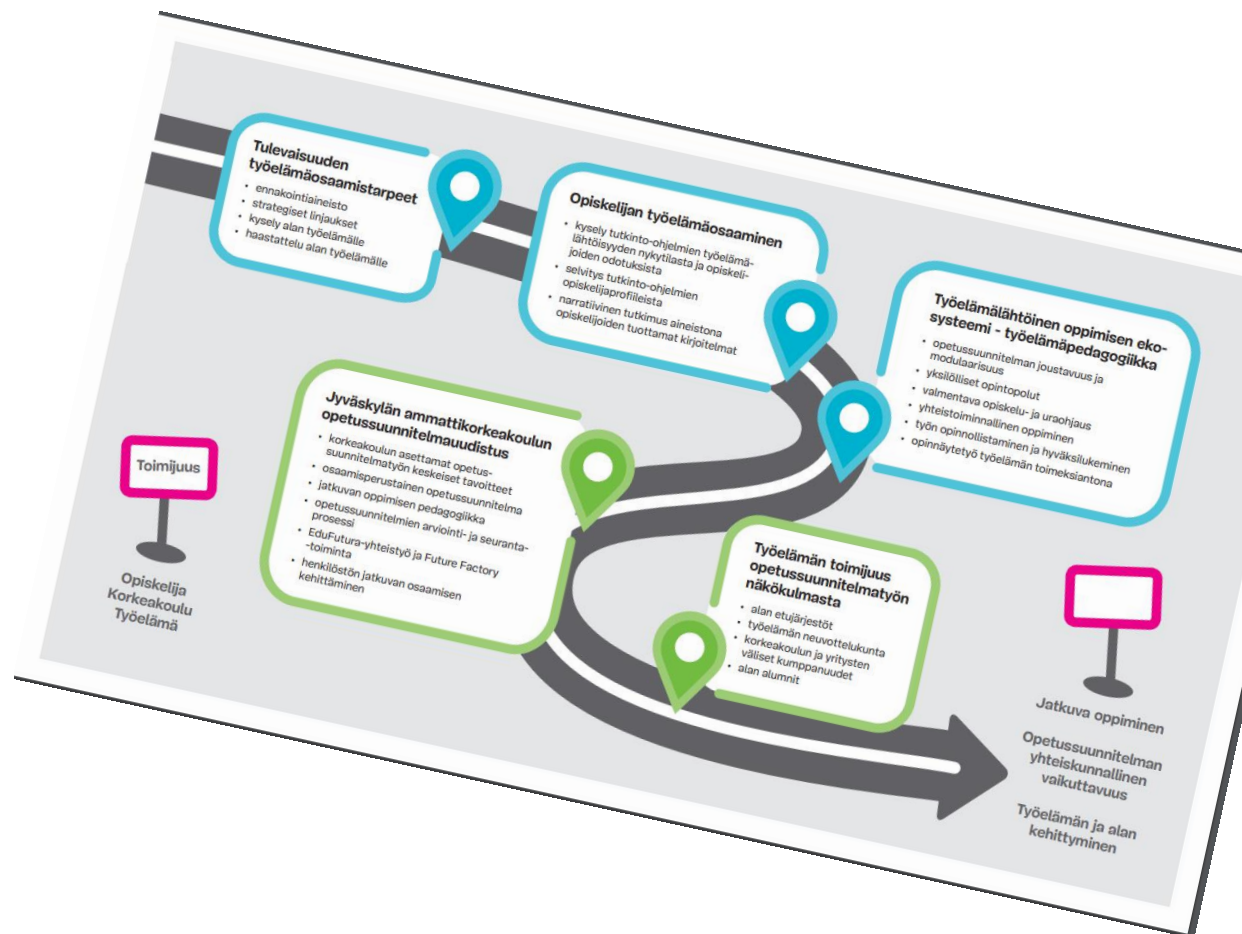 Tulevaisuuden
työelämäosaamistarpeet
• ennakointiaineisto
• strategiset linjaukset
• kysely alan työelämälle
• haastattelu alan työelämälle
Opiskelijan työelämäosaaminen
• kysely tutkinto-ohjelmien työelämä-
lähtöisyyden nykytilasta ja opiskeli-
joiden odotuksista
• selvitys tutkinto-ohjelmien
opiskelijaprofiileista
• narratiivinen tutkimus aineistona
opiskelijoiden tuottamat kirjoitelmat
Työelämälähtöinen oppimisen eko-
systeemi - työelämäpedagogiikka
• opetussuunnitelman joustavuus ja
modulaarisuus
• yksilölliset opintopolut
• valmentava opiskelu- ja uraohjaus
• yhteistoiminnallinen oppiminen
• työn opinnollistaminen ja hyväksilukeminen
• opinnäytetyö työelämän toimeksiantona
Jyväskylän ammattikorkeakoulun
opetussuunnitelmauudistus
• korkeakoulun asettamat opetus-
suunnitelmatyön keskeiset tavoitteet
• osaamisperustainen opetussuunnitelma
• jatkuvan oppimisen pedagogiikka
• opetussuunnitelmien arviointi- ja seuranta-
prosessi
• EduFutura-yhteistyö ja Future Factory
-toiminta
• henkilöstön jatkuvan osaamisen
kehittäminen
Työelämän toimijuus
opetussuunnitelmatyön
näkökulmasta
• alan etujärjestöt
• työelämän neuvottelukunta
• korkeakoulun ja yritysten
väliset kumppanuudet
• alan alumnit
Toimijuus
Opiskelija
Korkeakoulu
Työelämä
Jatkuva oppiminen
Opetussuunnitelman
yhteiskunnallinen
vaikuttavuus
Työelämän ja alan
kehittyminen